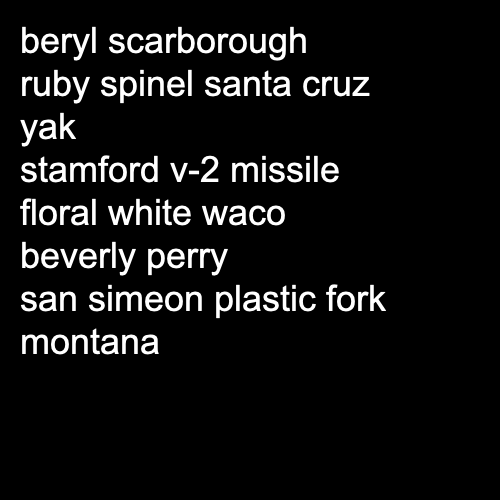 beryl scarborough
ruby spinel santa cruz
yak
stamford v-2 missile
floral white waco
beverly perry
san simeon plastic fork
montana